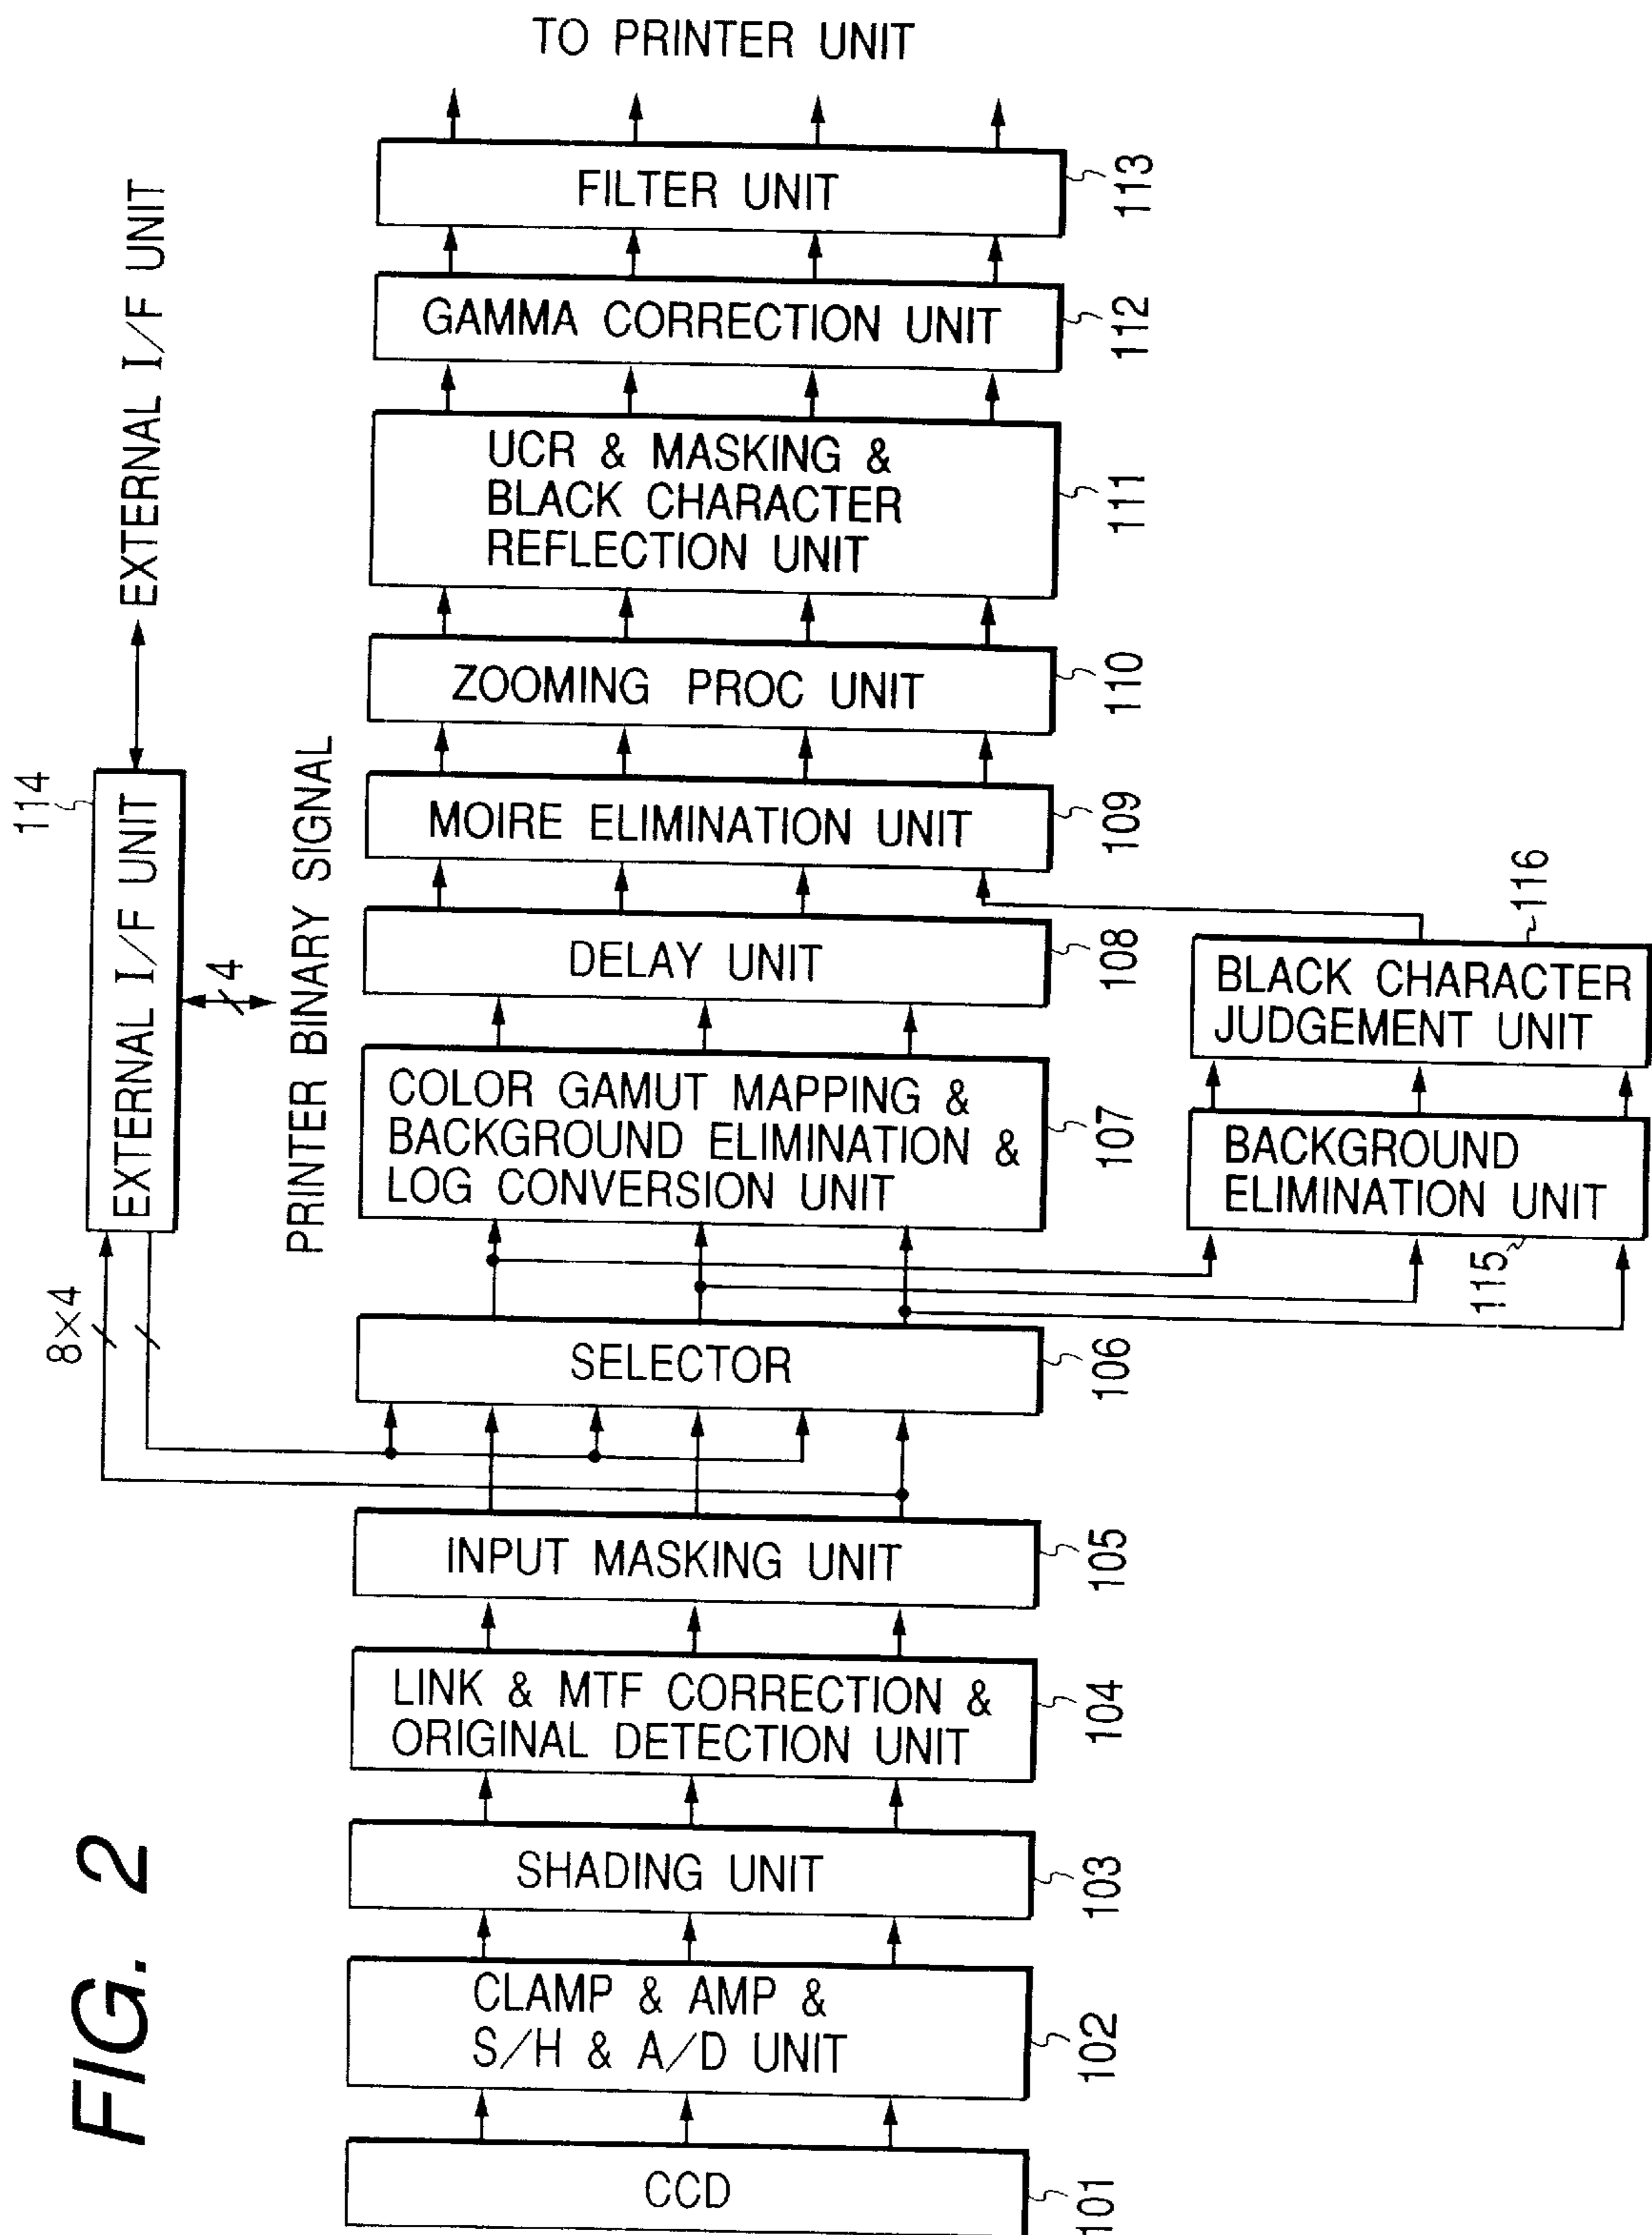 FIG. 2
TO PRINTER UNIT
FILTER UNIT
113
GAMMA CORRECTION UNIT
112
UCR & MASKING &
BLACK CHARACTER
REFLECTION UNIT
111
ZOOMING PROC UNIT
110
MOIRE ELIMINATION UNIT
109
DELAY UNIT
108
COLOR GAMUT MAPPING &
BACKGROUND ELIMINATION &
LOG CONVERSION UNIT
107
SELECTOR
106
INPUT MASKING UNIT
105
LINK & MTF CORRECTION &
ORIGINAL DETECTION UNIT
104
SHADING UNIT
103
CLAMP & AMP &
S/H & A/D UNIT
102
CCD
101
EXTERNAL I/F UNIT
114
EXTERNAL I/F UNIT
4
PRINTER BINARY SIGNAL
8×4
BLACK CHARACTER
JUDGEMENT UNIT
116
BACKGROUND
ELIMINATION UNIT
115